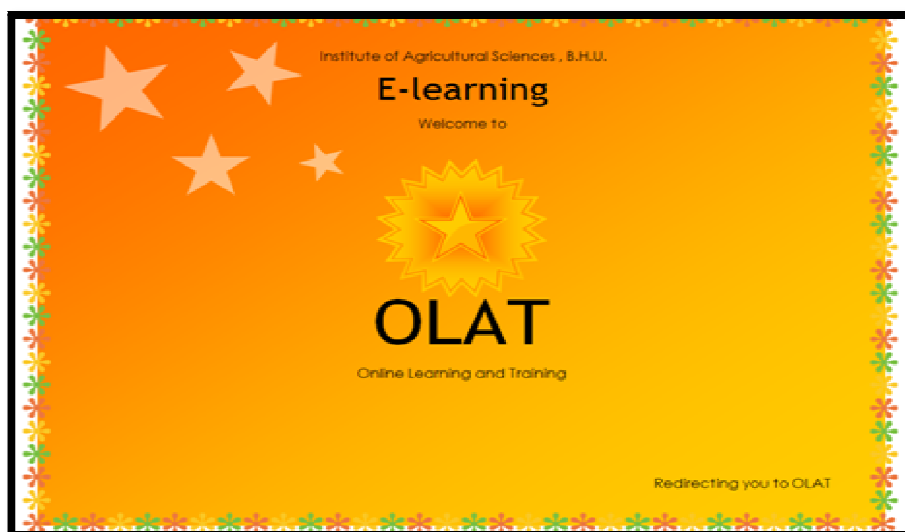 Institute of Agricultural Sciences , B.H.U.
E-learning
Welcome to
OLAT
Online Learning and Training
Redirecting you to OLAT